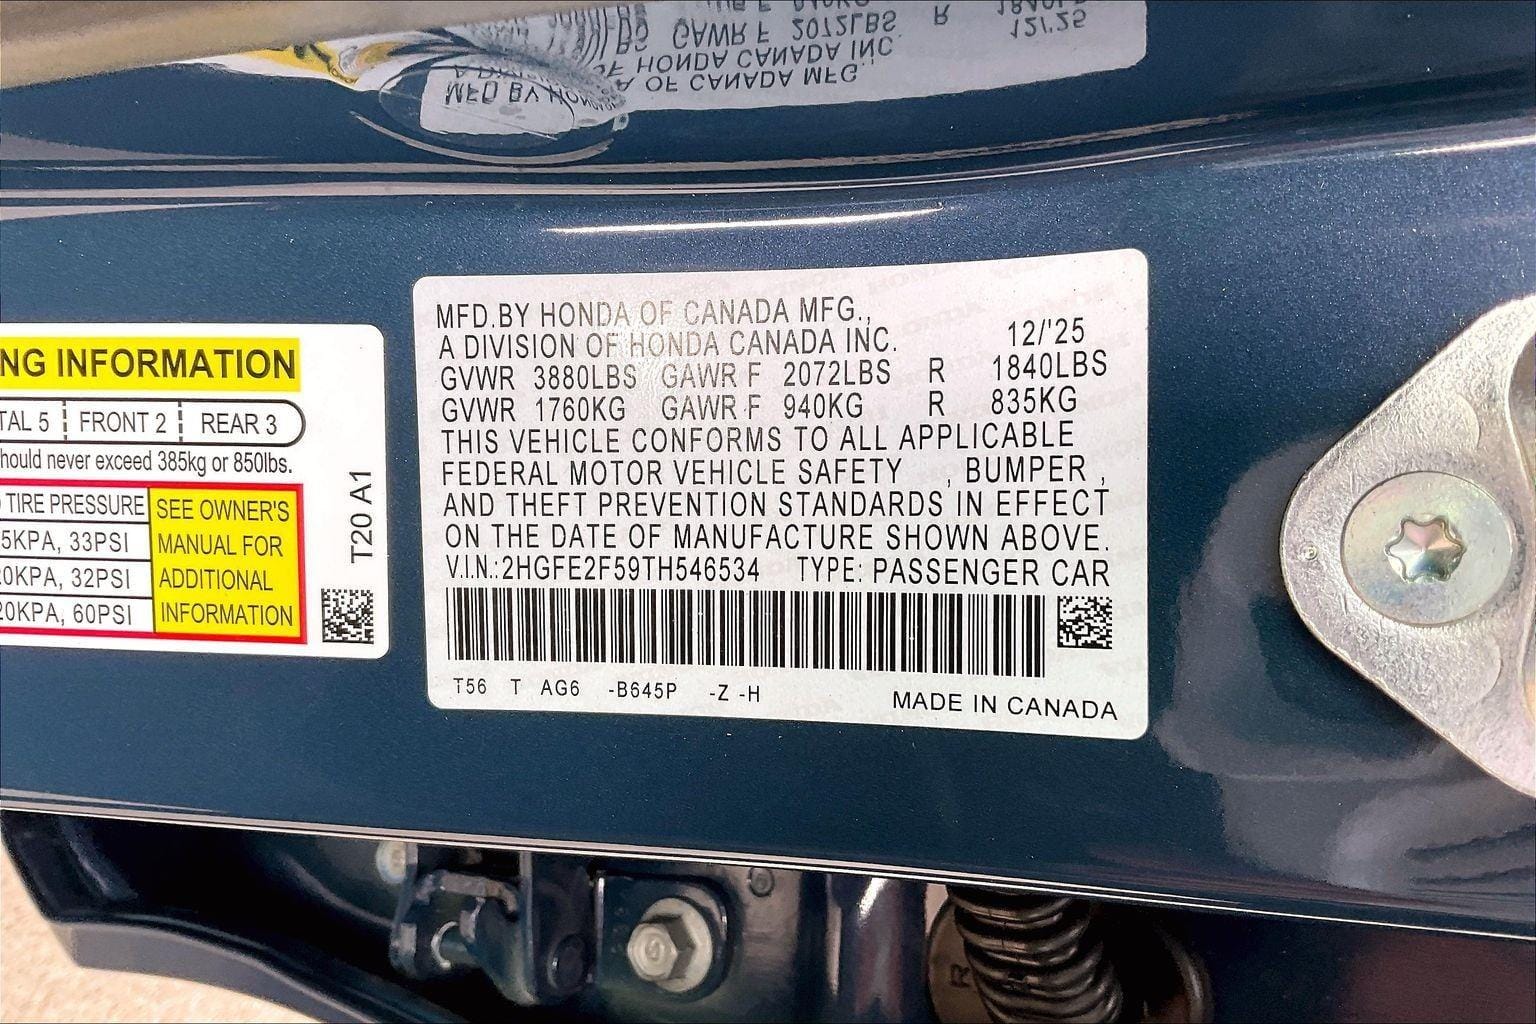 NG INFORMATION
TAL 5 FRONT 2 REAR 3
hould never exceed 385kg or 850lbs.
TIRE PRESSURE
5KPA, 33PSI
20KPA, 32PSI
20KPA, 60PSI
SEE OWNER'S
MANUAL FOR
ADDITIONAL
INFORMATION
T20 A1
MFD.BY HONDA OF CANADA MFG.,
A DIVISION OF HONDA CANADA INC. 12/'25
GVWR 3880LBS GAWR F 2072LBS R 1840LBS
GVWR 1760KG GAWR F 940KG R 835KG
THIS VEHICLE CONFORMS TO ALL APPLICABLE
FEDERAL MOTOR VEHICLE SAFETY , BUMPER ,
AND THEFT PREVENTION STANDARDS IN EFFECT
ON THE DATE OF MANUFACTURE SHOWN ABOVE.
V.I.N.:2HGFE2F59TH546534 TYPE: PASSENGER CAR
T56 T AG6 -B645P -Z -H MADE IN CANADA